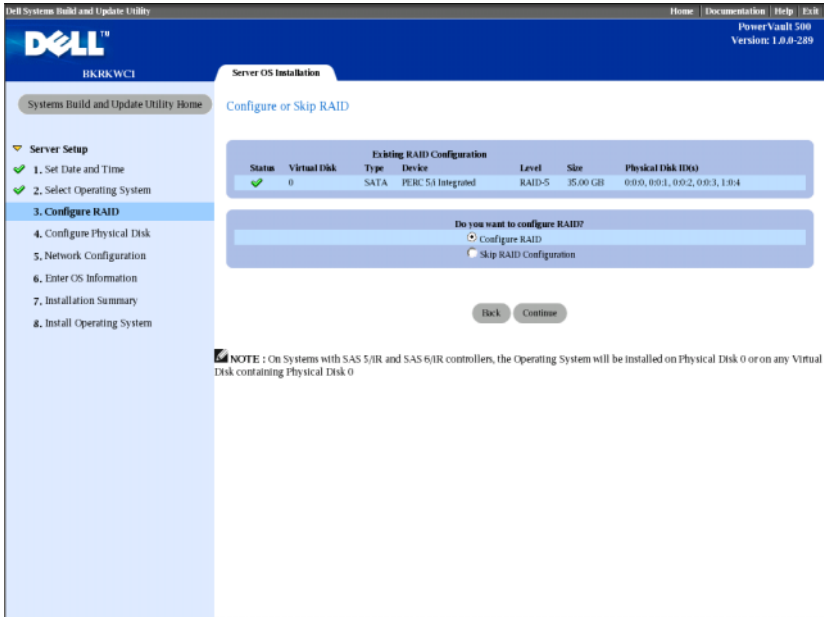 Dell Systems Build and Update Utility
Home Documentation Help Exit
DELL™
PowerVault 500
Version: 1.0.0-289
BKRKWC1
Server OS Installation
Systems Build and Update Utility Home
Configure or Skip RAID
Server Setup
1. Set Date and Time
2. Select Operating System
3. Configure RAID
4. Configure Physical Disk
5. Network Configuration
6. Enter OS Information
7. Installation Summary
8. Install Operating System
Existing RAID Configuration
Status Virtual Disk Type Device Level Size Physical Disk ID(s)
0 SATA PERC 5/i Integrated RAID-5 35.00 GB 0:0:0, 0:0:1, 0:0:2, 0:0:3, 1:0:4
Do you want to configure RAID?
Configure RAID
Skip RAID Configuration
Back Continue
NOTE : On Systems with SAS 5/iR and SAS 6/iR controllers, the Operating System will be installed on Physical Disk 0 or on any Virtual
Disk containing Physical Disk 0